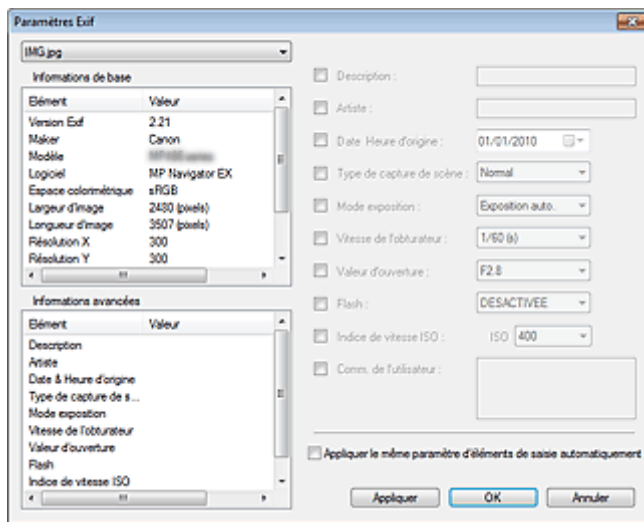 Paramètres Exif
IMG.jpg
Informations de base
Elément Valeur
Version Exif 2.21
Maker Canon
Modèle
Logiciel MP Navigator EX
Espace colorimétrique sRGB
Largeur d'image 2480 (pixels)
Longueur d'image 3507 (pixels)
Résolution X 300
Résolution Y 300
Informations avancées
Elément Valeur
Description
Artiste
Date & Heure d'origine
Type de capture de s...
Mode exposition
Vitesse de l'obturateur
Valeur d'ouverture
Flash
Indice de vitesse ISO
Description :
Artiste :
Date Heure d'origine : 01/01/2010
Type de capture de scène : Normal
Mode exposition : Exposition auto.
Vitesse de l'obturateur : 1/60 (s)
Valeur d'ouverture : F2.8
Flash : DESACTIVEE
Indice de vitesse ISO : ISO 400
Comm. de l'utilisateur :
Appliquer le même paramètre d'éléments de saisie automatiquement
Appliquer OK Annuler